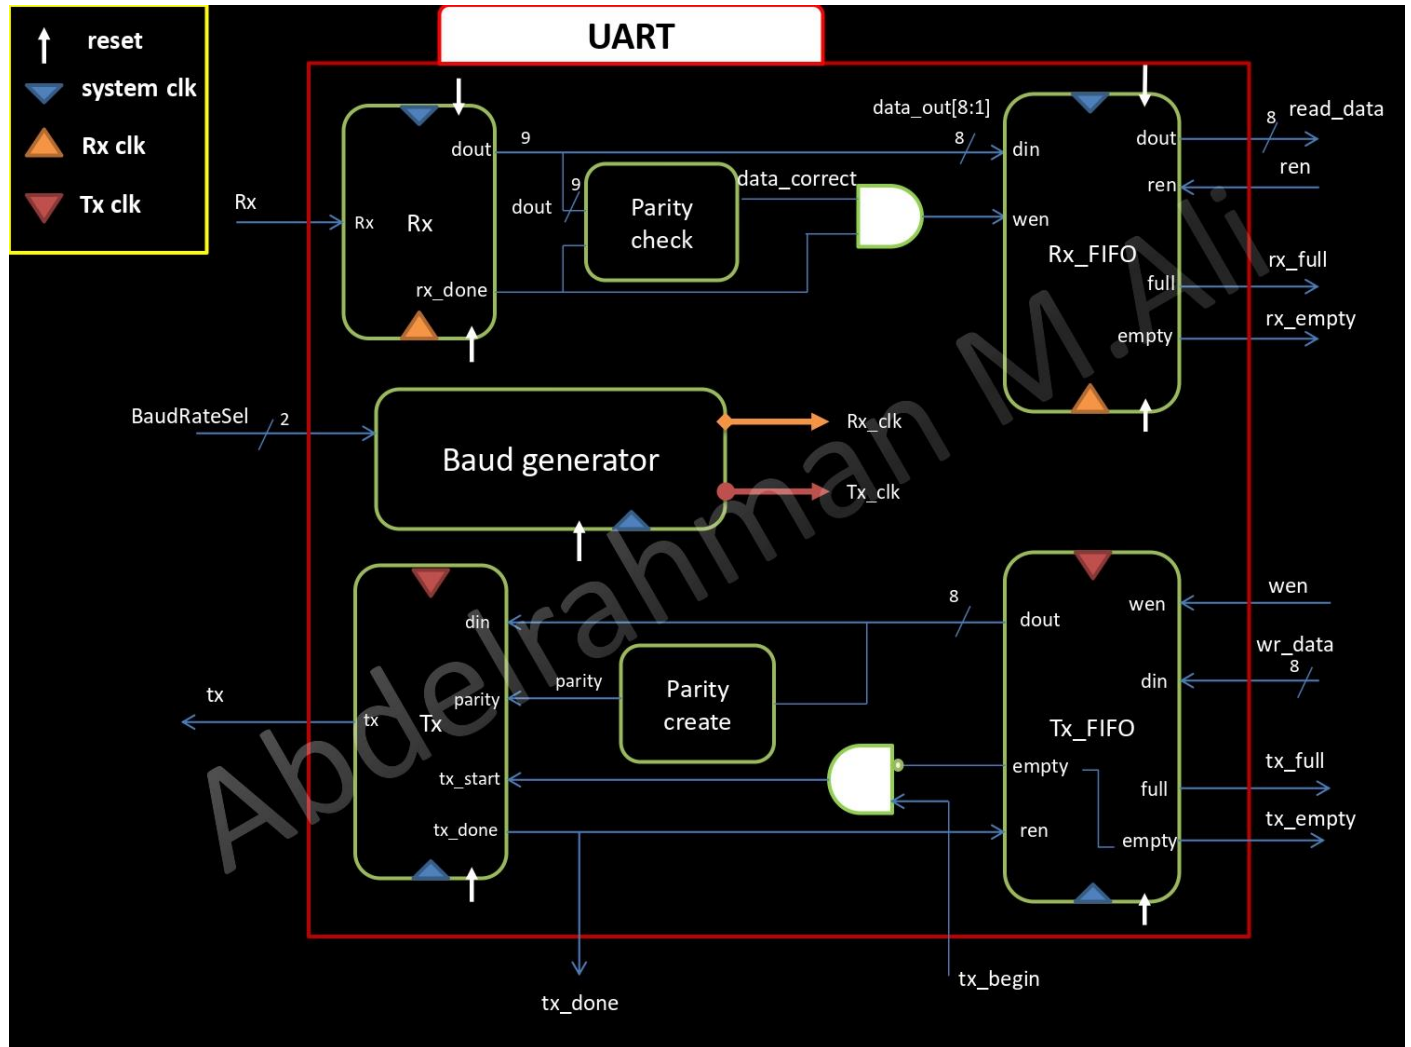 UART
reset
system clk
Rx clk
Tx clk
data_out[8:1]
8
read_data
dout
9
8
din
dout
ren
ren
data_correct
9
dout
Parity
check
Rx
Rx
Rx
wen
Rx_FIFO
rx_done
full
rx_full
empty
rx_empty
BaudRateSel
2
Baud generator
Rx_clk
Tx_clk
din
8
dout
wen
wen
wr_data
8
din
parity
parity
Parity
create
tx
tx
Tx
Tx_FIFO
tx_start
empty
full
tx_full
tx_done
ren
empty
tx_empty
tx_done
tx_begin
Abdelrahman M.Ali